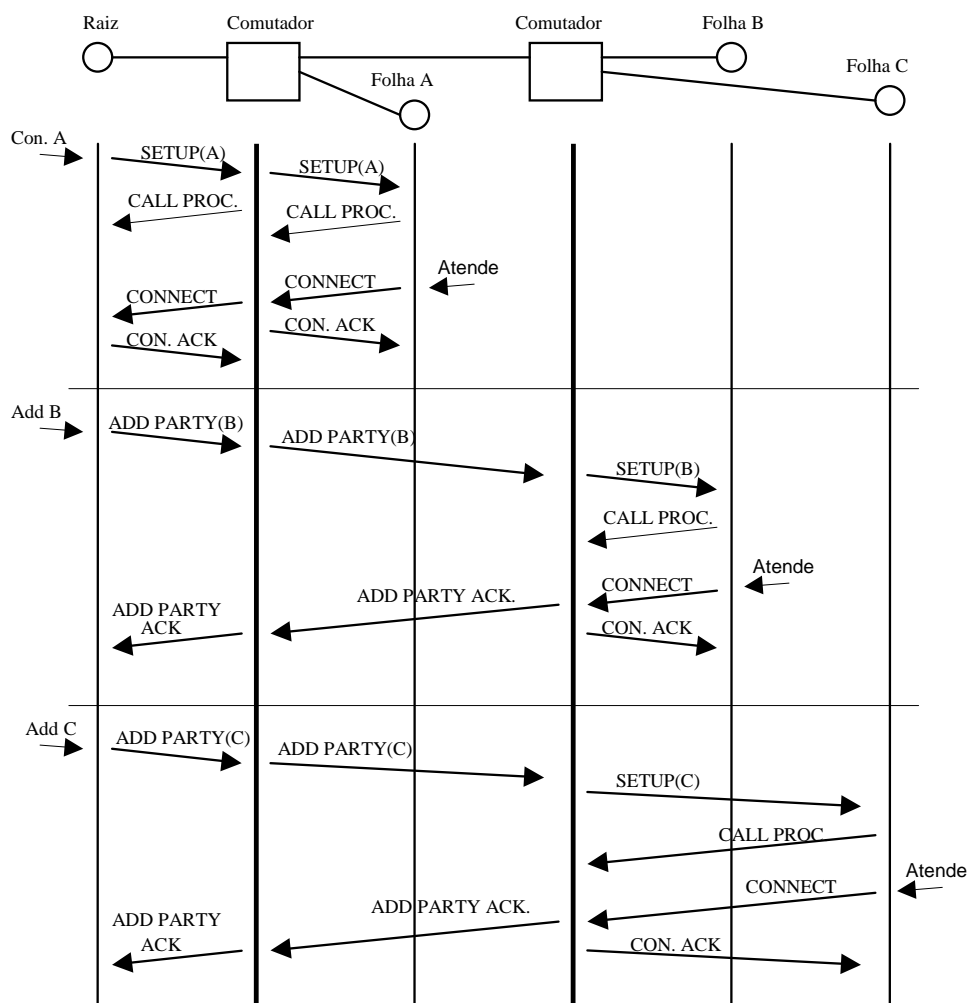 Raiz
Comutador
Comutador
Folha B
Folha A
Folha C
Con. A
SETUP(A)
SETUP(A)
CALL PROC.
CALL PROC.
Atende
CONNECT
CONNECT
CON. ACK
CON. ACK
Add B
ADD PARTY(B)
ADD PARTY(B)
SETUP(B)
CALL PROC.
Atende
CONNECT
ADD PARTY ACK.
ADD PARTY
ACK
CON. ACK
Add C
ADD PARTY(C)
ADD PARTY(C)
SETUP(C)
CALL PROC
Atende
CONNECT
ADD PARTY ACK.
ADD PARTY
ACK
CON. ACK